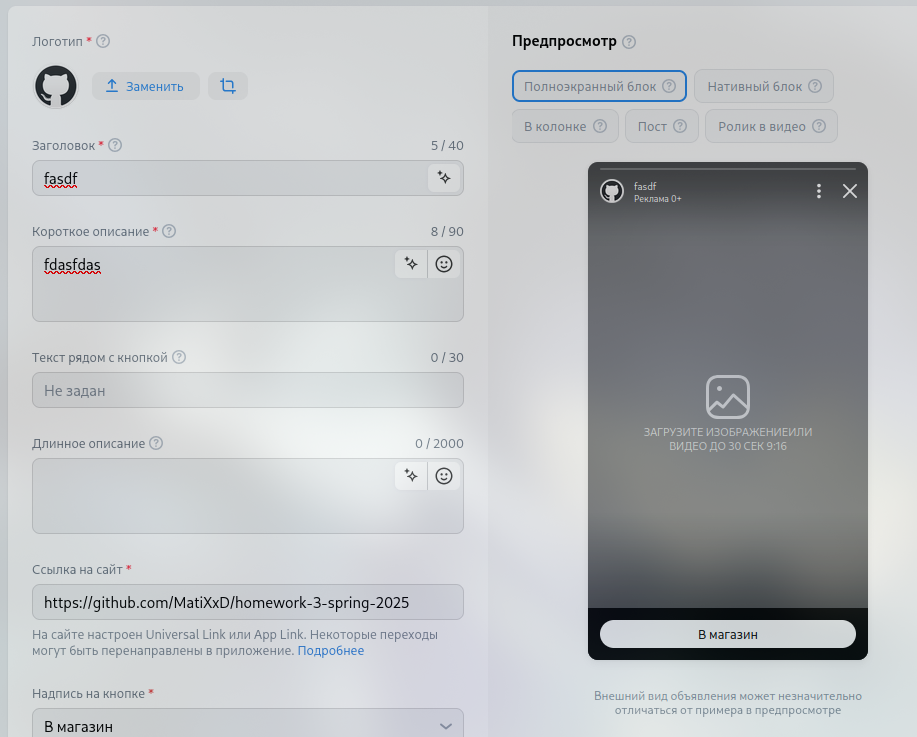 Логотип *
Заменить
Заголовок *
5 / 40
fasdf
Короткое описание *
8 / 90
fdasfdas
Текст рядом с кнопкой
0 / 30
Не задан
Длинное описание
0 / 2000
Ссылка на сайт *
https://github.com/MatiXxD/homework-3-spring-2025
На сайте настроен Universal Link или App Link. Некоторые переходы
могут быть перенаправлены в приложение. Подробнее
Надпись на кнопке *
В магазин
Предпросмотр
Полноэкранный блок
Нативный блок
В колонке
Пост
Ролик в видео
fasdf
Реклама 0+
ЗАГРУЗИТЕ ИЗОБРАЖЕНИЕИЛИ
ВИДЕО ДО 30 СЕК 9:16
В магазин
Внешний вид объявления может незначительно
отличаться от примера в предпросмотре